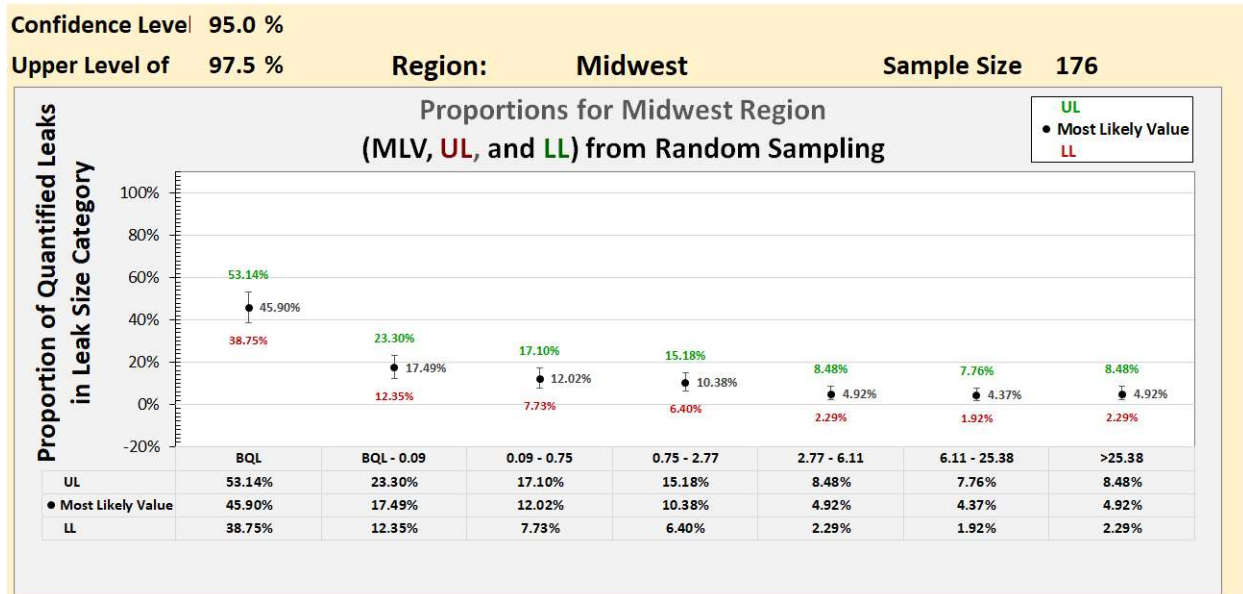 Confidence Level 95.0 %
Upper Level of 97.5 % Region: Midwest Sample Size 176
Proportions for Midwest Region
(MLV, UL, and LL) from Random Sampling
UL
Most Likely Value
LL
Proportion of Quantified Leaks
in Leak Size Category
100%
80%
60%
40%
20%
0%
-20%
53.14%
45.90%
38.75%
23.30%
17.49%
12.35%
17.10%
12.02%
7.73%
15.18%
10.38%
6.40%
8.48%
4.92%
2.29%
7.76%
4.37%
1.92%
8.48%
4.92%
2.29%
BQL BQL - 0.09 0.09 - 0.75 0.75 - 2.77 2.77 - 6.11 6.11 - 25.38 >25.38
UL 53.14% 23.30% 17.10% 15.18% 8.48% 7.76% 8.48%
Most Likely Value 45.90% 17.49% 12.02% 10.38% 4.92% 4.37% 4.92%
LL 38.75% 12.35% 7.73% 6.40% 2.29% 1.92% 2.29%